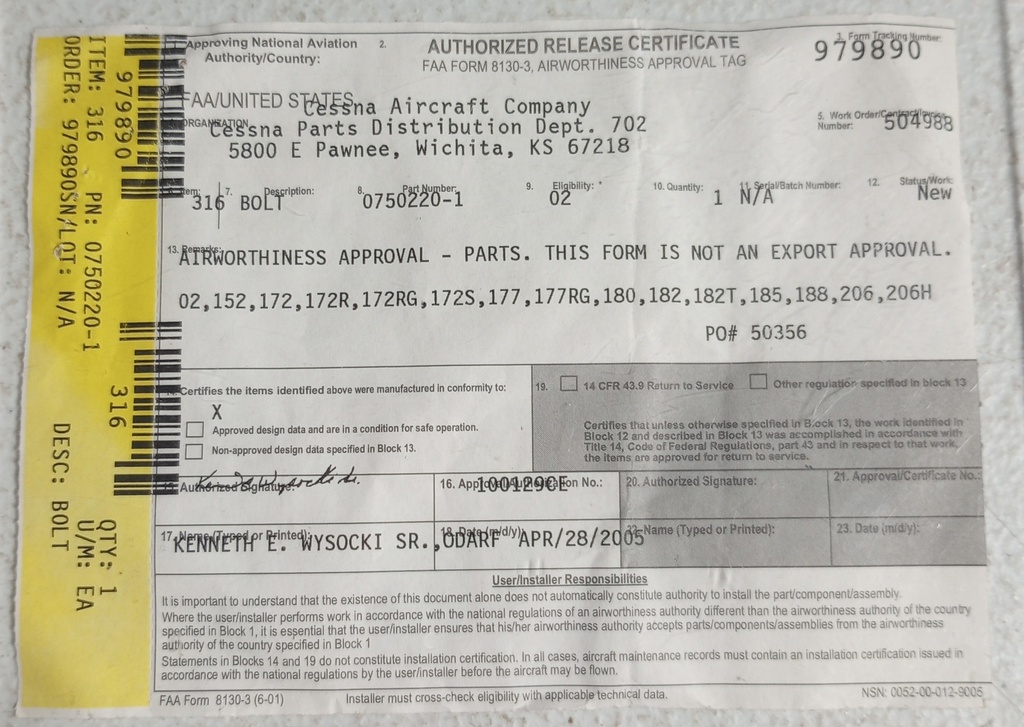 ITEM: 316 PN: 0750220-1 QTY: 1
979890 316 U/M: EA
ORDER: 979890SN/LOT: N/A DESC: BOLT
1. Approving National Aviation
Authority/Country:
FAA/UNITED STATES
2. AUTHORIZED RELEASE CERTIFICATE
FAA FORM 8130-3, AIRWORTHINESS APPROVAL TAG
3. Form Tracking Number:
979890
ORGANIZATION
Cessna Aircraft Company
Cessna Parts Distribution Dept. 702
5800 E Pawnee, Wichita, KS 67218
5. Work Order/Contract/Invoice
Number: 504988
Item: 7. Description: 8. Part Number: 9. Eligibility: * 10. Quantity: 11. Serial/Batch Number: 12. Status/Work:
316 BOLT 0750220-1 02 1 N/A New
13. Remarks:
AIRWORTHINESS APPROVAL - PARTS. THIS FORM IS NOT AN EXPORT APPROVAL.
02,152,172,172R,172RG,172S,177,177RG,180,182,182T,185,188,206,206H
PO# 50356
Certifies the items identified above were manufactured in conformity to:
X
Approved design data and are in a condition for safe operation.
Non-approved design data specified in Block 13.
19. 14 CFR 43.9 Return to Service Other regulation specified in block 13
Certifies that unless otherwise specified in Block 13, the work identified in
Block 12 and described in Block 13 was accomplished in accordance with
Title 14, Code of Federal Regulations, part 43 and in respect to that work,
the items are approved for return to service.
15. Authorized Signature:
16. Approval/Authorization No.:
100129CE
20. Authorized Signature:
21. Approval/Certificate No.:
17. Name (Typed or Printed):
KENNETH E. WYSOCKI SR.,ODARF
18. Date (m/d/y):
APR/28/2005
22. Name (Typed or Printed):
23. Date (m/d/y):
User/Installer Responsibilities
It is important to understand that the existence of this document alone does not automatically constitute authority to install the part/component/assembly.
Where the user/installer performs work in accordance with the national regulations of an airworthiness authority different than the airworthiness authority of the country
specified in Block 1, it is essential that the user/installer ensures that his/her airworthiness authority accepts parts/components/assemblies from the airworthiness
authority of the country specified in Block 1
Statements in Blocks 14 and 19 do not constitute installation certification. In all cases, aircraft maintenance records must contain an installation certification issued in
accordance with the national regulations by the user/installer before the aircraft may be flown.
FAA Form 8130-3 (6-01) Installer must cross-check eligibility with applicable technical data. NSN: 0052-00-012-9005